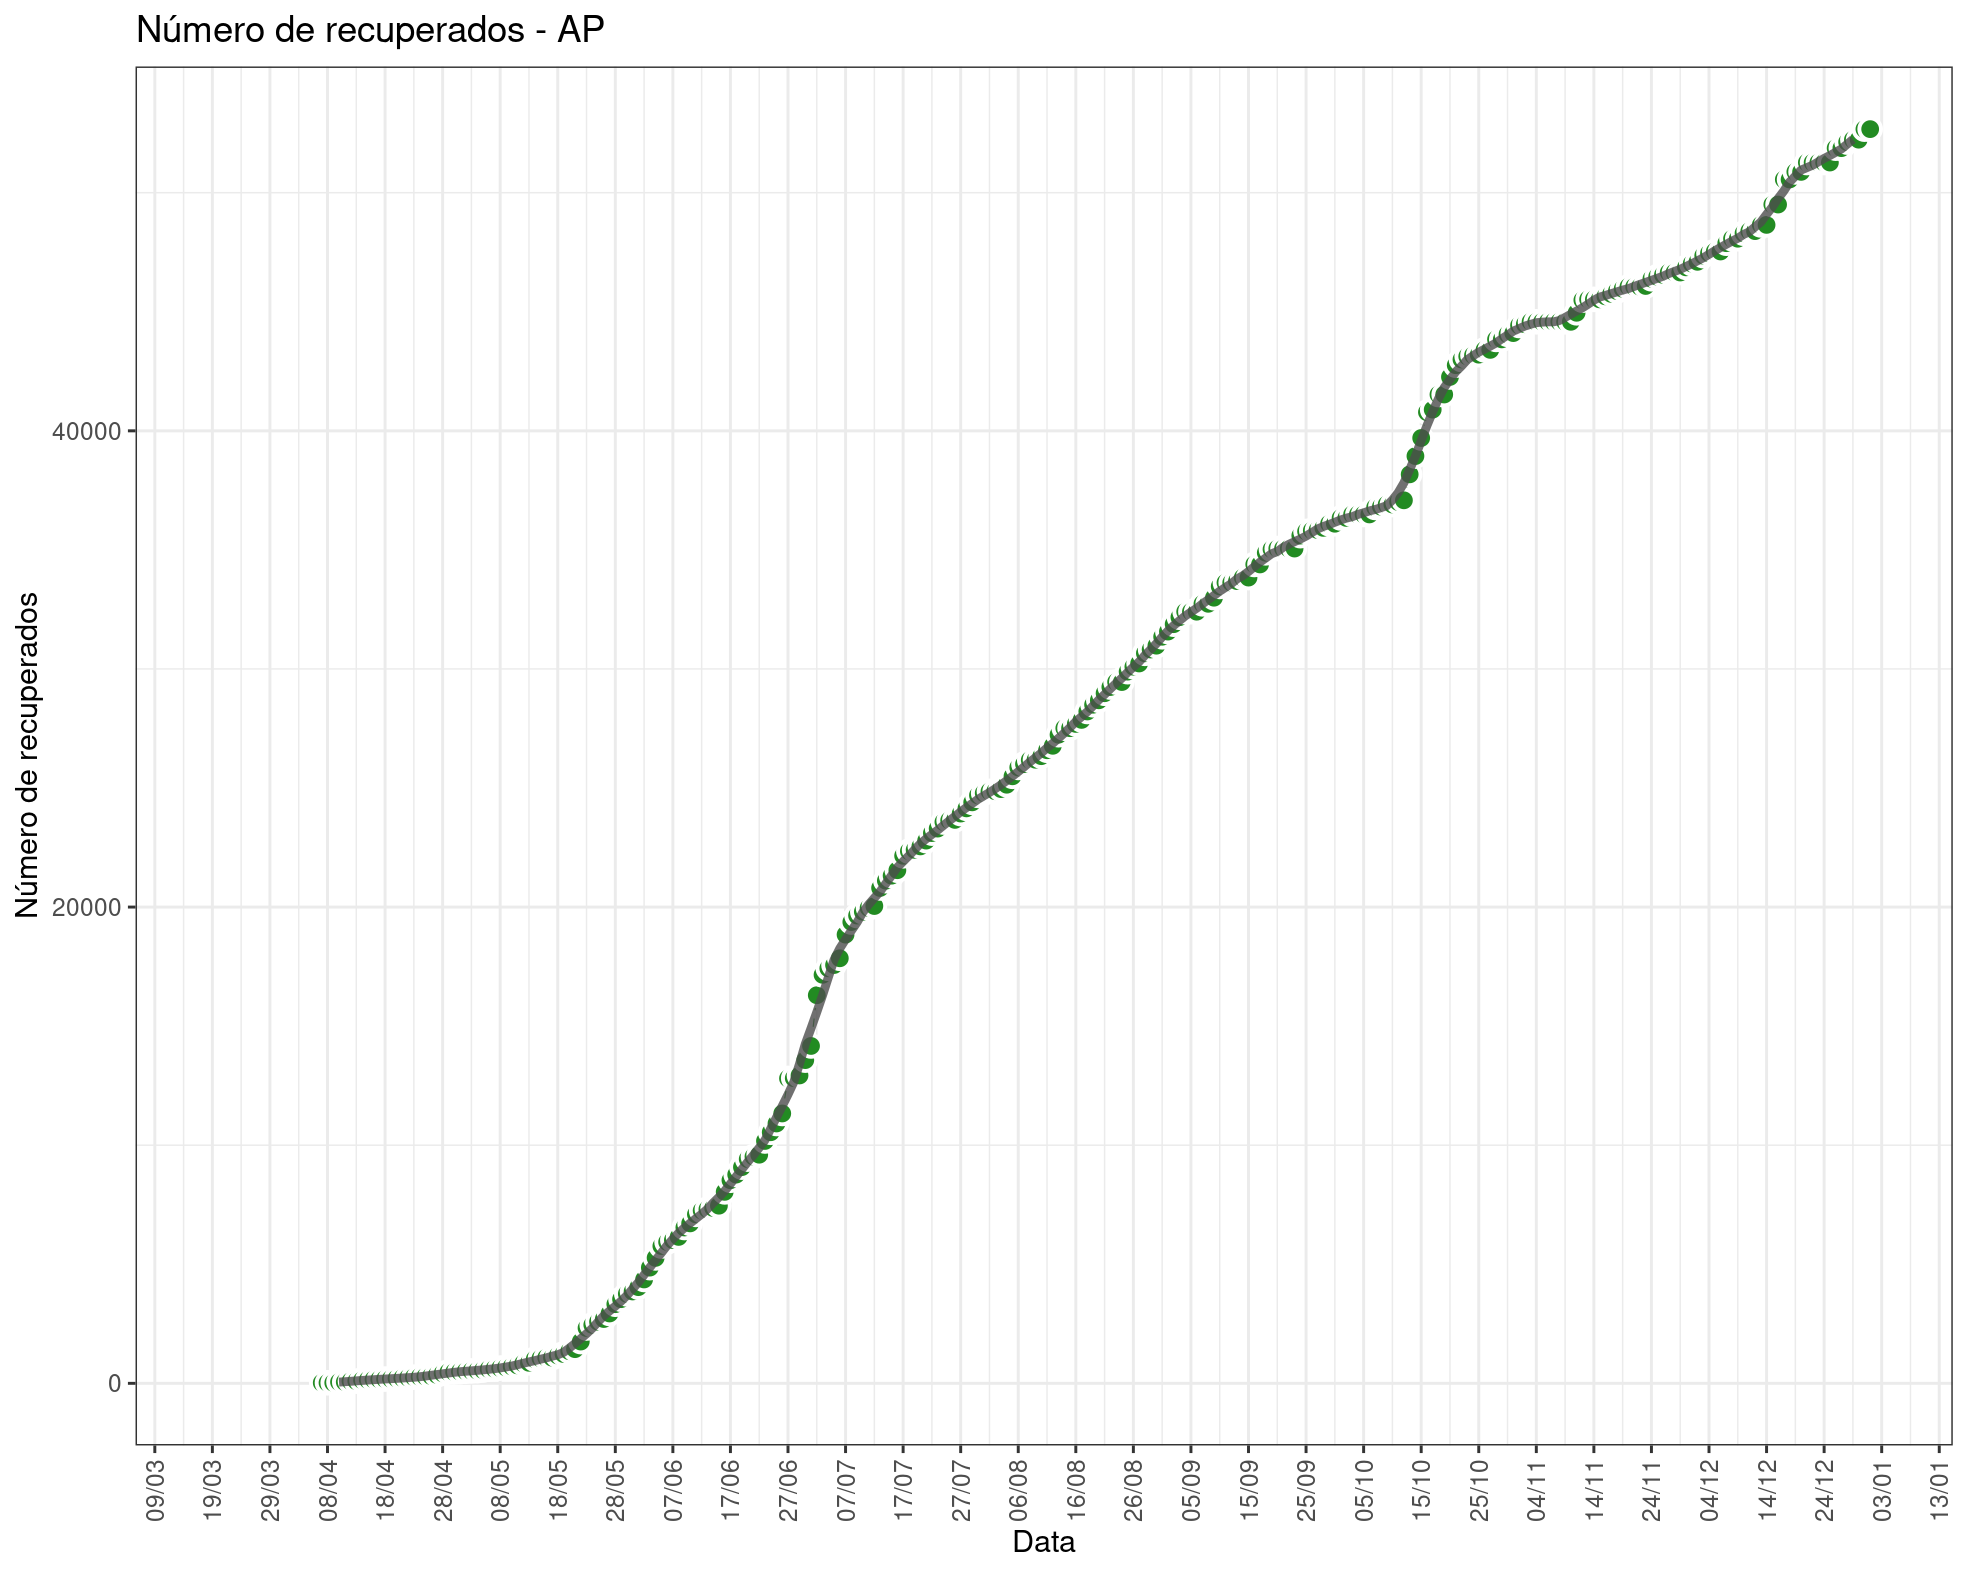 Número de recuperados - AP
Número de recuperados
40000
20000
0
09/03 19/03 29/03 08/04 18/04 28/04 08/05 18/05 28/05 07/06 17/06 27/06 07/07 17/07 27/07 06/08 16/08 26/08 05/09 15/09 25/09 05/10 15/10 25/10 04/11 14/11 24/11 04/12 14/12 24/12 03/01 13/01
Data